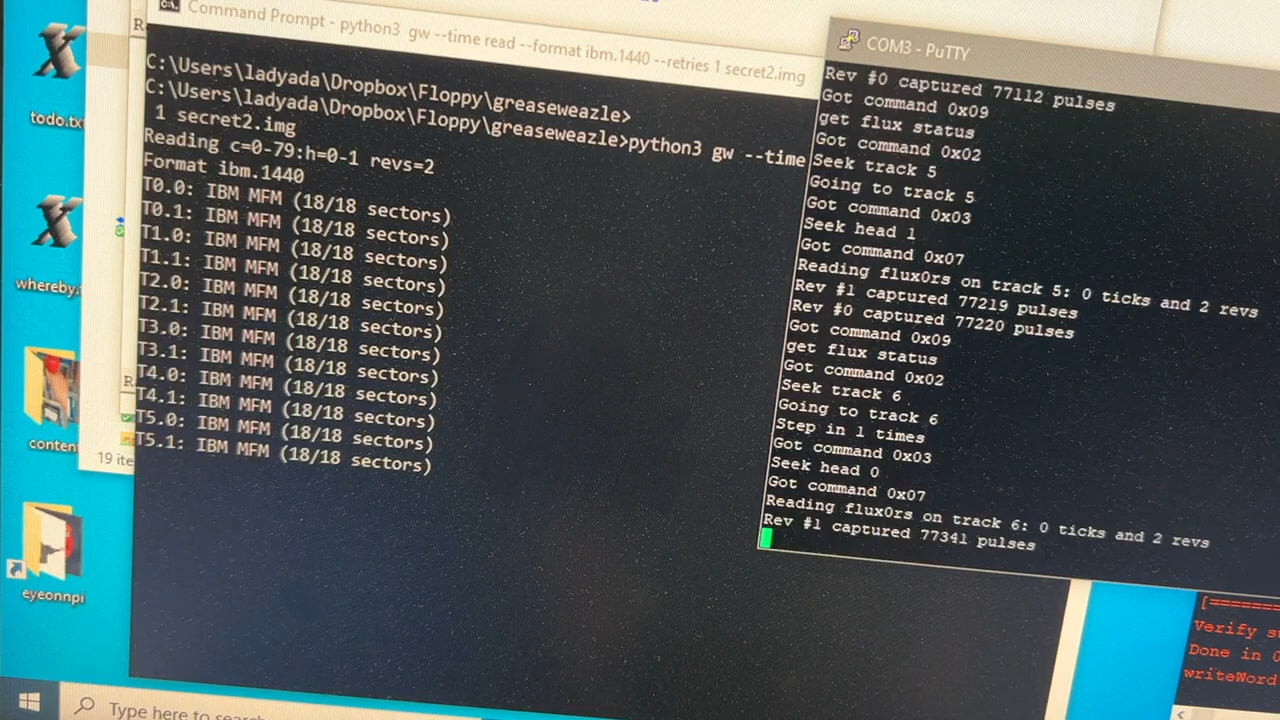 Command Prompt - python3 gw --time read --format ibm.1440 --retries 1 secret2.img
C:\Users\ladyada\Dropbox\Floppy\greaseweazle>
C:\Users\ladyada\Dropbox\Floppy\greaseweazle>python3 gw --time
1 secret2.img
Reading c=0-79:h=0-1 revs=2
Format ibm.1440
T0.0: IBM MFM (18/18 sectors)
T0.1: IBM MFM (18/18 sectors)
T1.0: IBM MFM (18/18 sectors)
T1.1: IBM MFM (18/18 sectors)
T2.0: IBM MFM (18/18 sectors)
T2.1: IBM MFM (18/18 sectors)
T3.0: IBM MFM (18/18 sectors)
T3.1: IBM MFM (18/18 sectors)
T4.0: IBM MFM (18/18 sectors)
T4.1: IBM MFM (18/18 sectors)
T5.0: IBM MFM (18/18 sectors)
T5.1: IBM MFM (18/18 sectors)
COM3 - PuTTY
Rev #0 captured 77112 pulses
Got command 0x09
get flux status
Got command 0x02
Seek track 5
Going to track 5
Got command 0x03
Seek head 1
Got command 0x07
Reading flux0rs on track 5: 0 ticks and 2 revs
Rev #1 captured 77219 pulses
Rev #0 captured 77220 pulses
Got command 0x09
get flux status
Got command 0x02
Seek track 6
Going to track 6
Step in 1 times
Got command 0x03
Seek head 0
Got command 0x07
Reading flux0rs on track 6: 0 ticks and 2 revs
Rev #1 captured 77341 pulses
todo.tx
whereby.
conten
eyeonnpi
19 ite
[=======
Verify s
Done in 0
writeWord
Type here to search